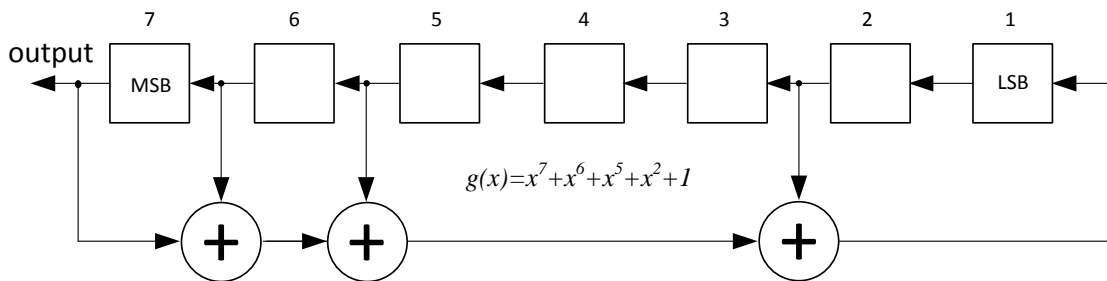 7 6 5 4 3 2 1
output
MSB LSB
g(x)=x⁷+x⁶+x⁵+x²+1
+ + +